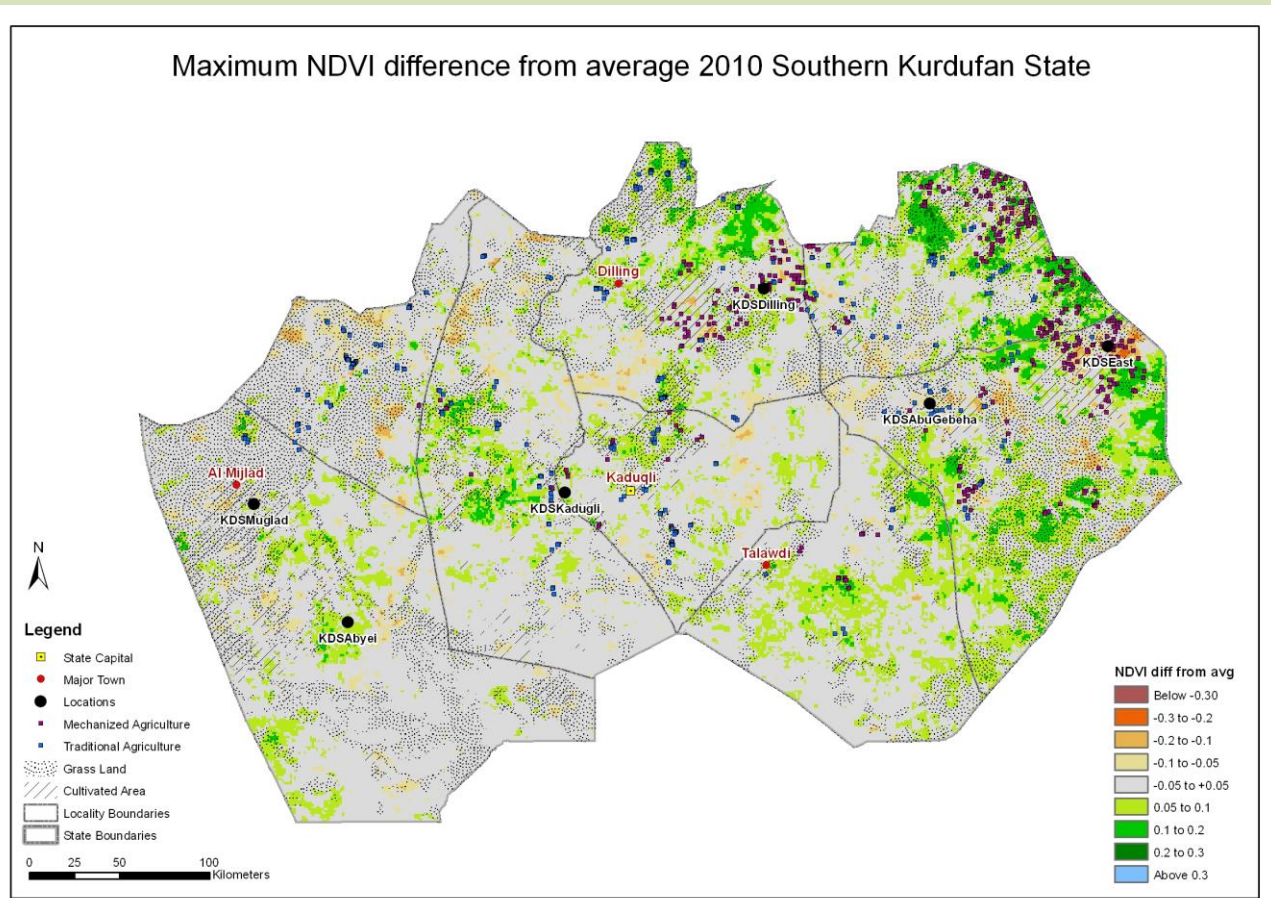 Maximum NDVI difference from average 2010 Southern Kurdufan State
Dilling
KDSDilling
KDSEast
KDSAbuGebeha
Al Mijlad
KDSMuglad
Kaduqli
KDSKadugli
Talawdi
KDSAbyei
N
Legend
State Capital
Major Town
Locations
Mechanized Agriculture
Traditional Agriculture
Grass Land
Cultivated Area
Locality Boundaries
State Boundaries
0 25 50 100
Kilometers
NDVI diff from avg
Below -0.30
-0.3 to -0.2
-0.2 to -0.1
-0.1 to -0.05
-0.05 to +0.05
0.05 to 0.1
0.1 to 0.2
0.2 to 0.3
Above 0.3